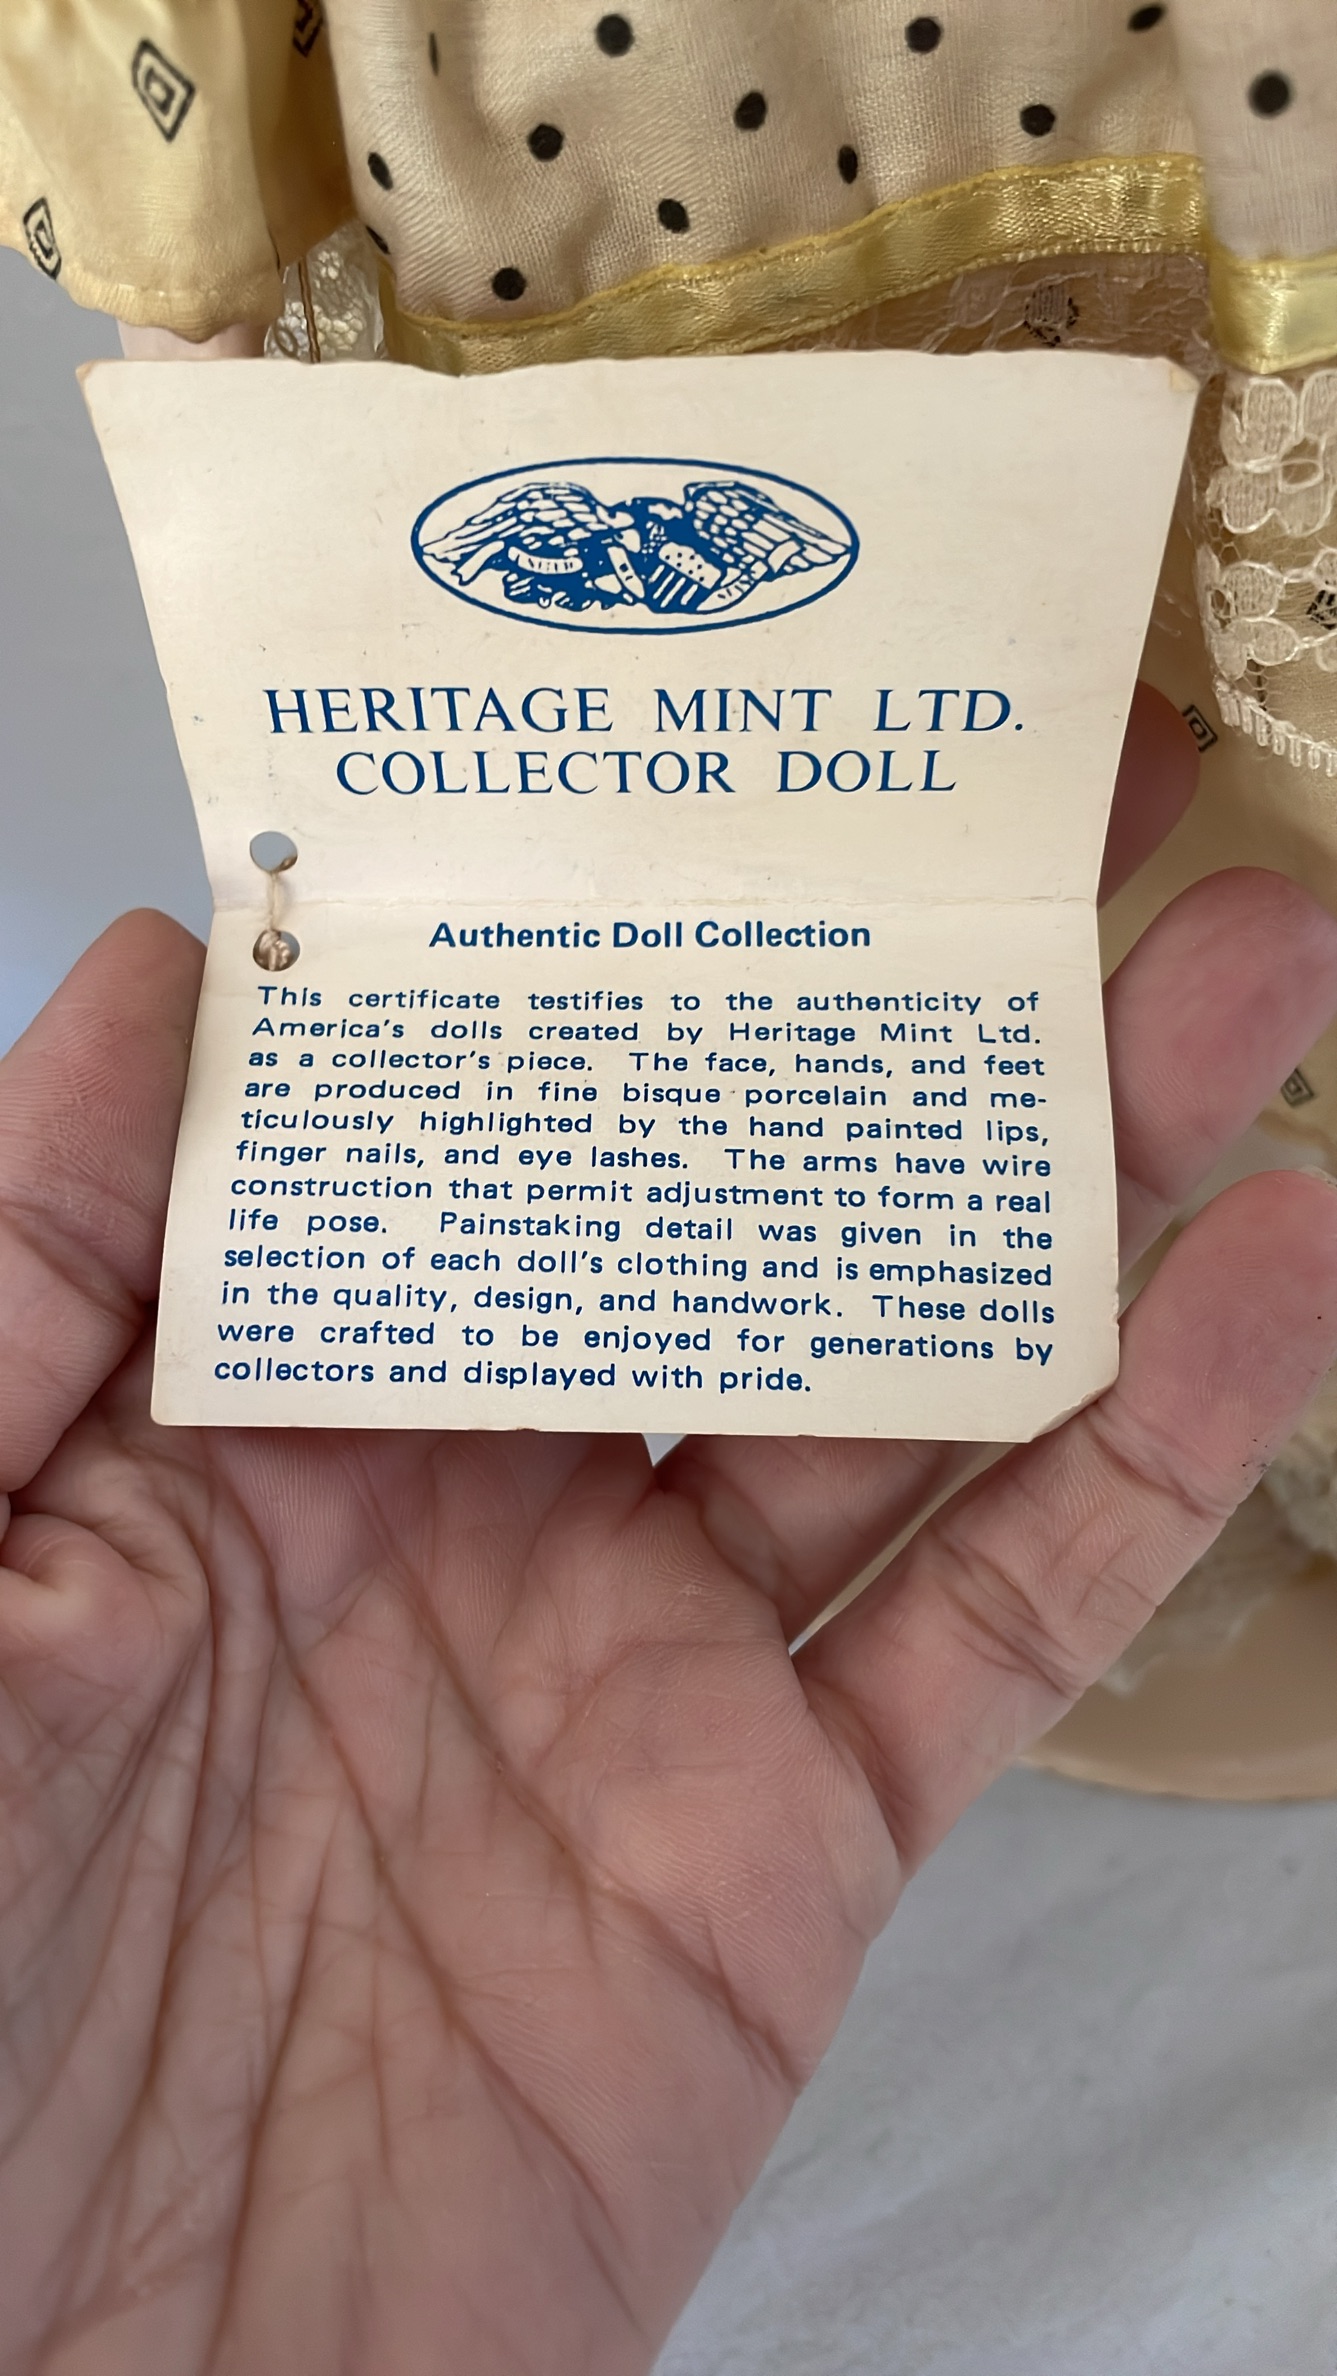 HERITAGE MINT LTD.
COLLECTOR DOLL
Authentic Doll Collection
This certificate testifies to the authenticity of
America's dolls created by Heritage Mint Ltd.
as a collector's piece. The face, hands, and feet
are produced in fine bisque porcelain and me-
ticulously highlighted by the hand painted lips,
finger nails, and eye lashes. The arms have wire
construction that permit adjustment to form a real
life pose. Painstaking detail was given in the
selection of each doll's clothing and is emphasized
in the quality, design, and handwork. These dolls
were crafted to be enjoyed for generations by
collectors and displayed with pride.